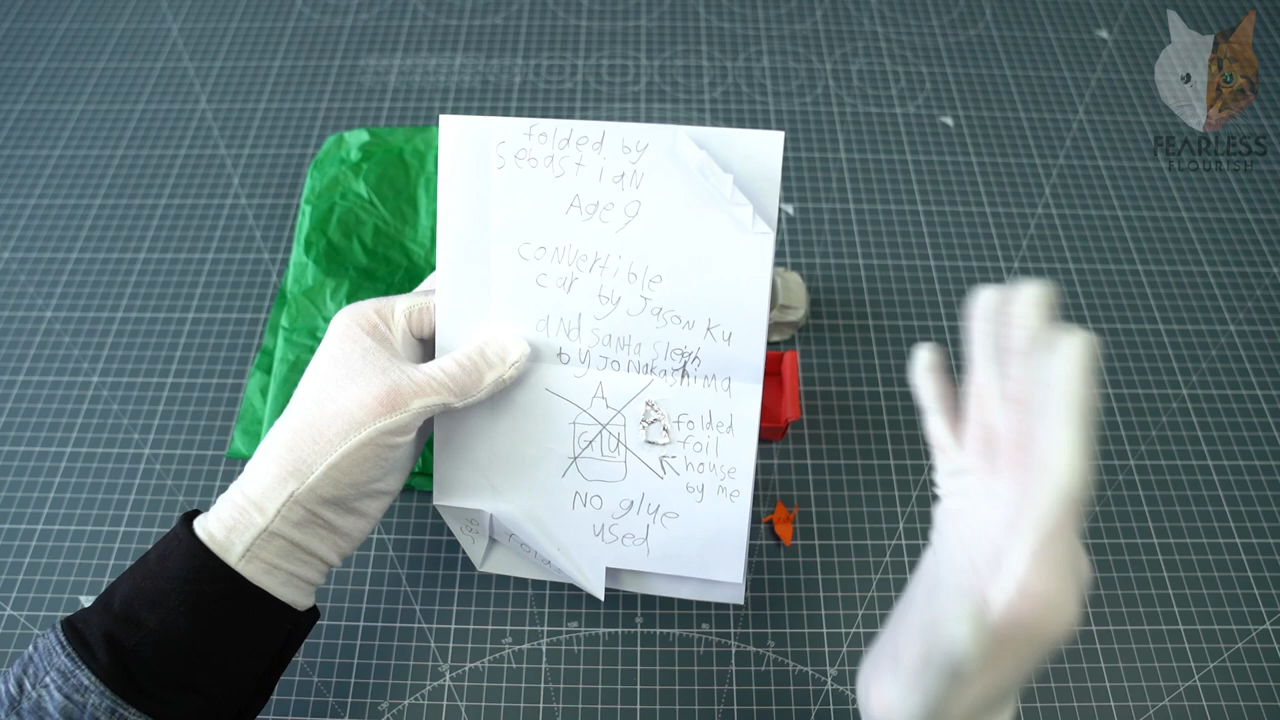 folded by
SebastiaN
Age 9
coNvertible
car by JasoN Ku
aNd saNta sleigh
by Jo Nakashima
GLU
folded
foil
house
by me
NO glue
used
FEARLESS
FLOURISH